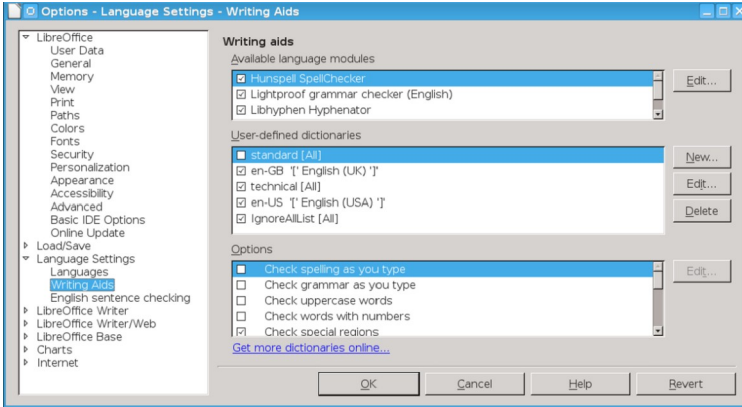 Options - Language Settings - Writing Aids
LibreOffice
User Data
General
Memory
View
Print
Paths
Colors
Fonts
Security
Personalization
Appearance
Accessibility
Advanced
Basic IDE Options
Online Update
Load/Save
Language Settings
Languages
Writing Aids
English sentence checking
LibreOffice Writer
LibreOffice Writer/Web
LibreOffice Base
Charts
Internet
Writing aids
Available language modules
Hunspell SpellChecker
Lightproof grammar checker (English)
Libhyphen Hyphenator
Edit...
User-defined dictionaries
standard [All]
en-GB '[' English (UK) ']'
technical [All]
en-US '[' English (USA) ']'
IgnoreAllList [All]
New...
Edit...
Delete
Options
Check spelling as you type
Check grammar as you type
Check uppercase words
Check words with numbers
Check special regions
Edit...
Get more dictionaries online...
OK
Cancel
Help
Revert